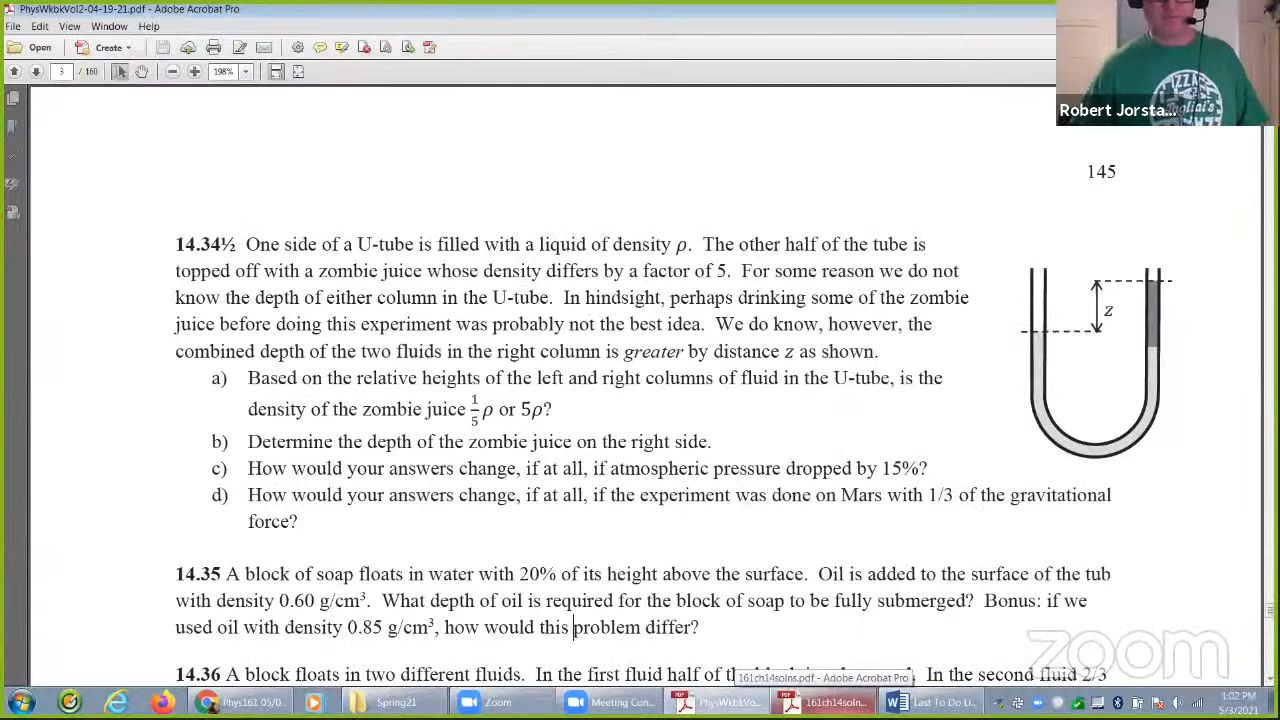 PhysWkbkVol2-04-19-21.pdf - Adobe Acrobat Pro
File Edit View Window Help
Open Create
3 / 160 198%
PIZZA
Robert Jorsta...
145
14.34½ One side of a U-tube is filled with a liquid of density ρ. The other half of the tube is
topped off with a zombie juice whose density differs by a factor of 5. For some reason we do not
know the depth of either column in the U-tube. In hindsight, perhaps drinking some of the zombie
juice before doing this experiment was probably not the best idea. We do know, however, the
combined depth of the two fluids in the right column is greater by distance z as shown.
z
a) Based on the relative heights of the left and right columns of fluid in the U-tube, is the
density of the zombie juice 1/5 ρ or 5ρ?
b) Determine the depth of the zombie juice on the right side.
c) How would your answers change, if at all, if atmospheric pressure dropped by 15%?
d) How would your answers change, if at all, if the experiment was done on Mars with 1/3 of the gravitational
force?
14.35 A block of soap floats in water with 20% of its height above the surface. Oil is added to the surface of the tub
with density 0.60 g/cm³. What depth of oil is required for the block of soap to be fully submerged? Bonus: if we
used oil with density 0.85 g/cm³, how would this problem differ?
zoom
14.36 A block floats in two different fluids. In the first fluid half of the In the second fluid 2/3
161ch14solns.pdf - Adobe Acrobat Pro
Phys161 05/0... Spring21 Zoom Meeting Con... PhysWkbkVo... 161ch14soln... Last To Do Li... 1:02 PM
5/3/2021